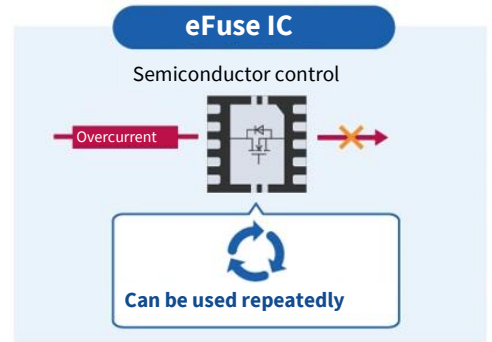 eFuse IC
Semiconductor control
Overcurrent
Can be used repeatedly